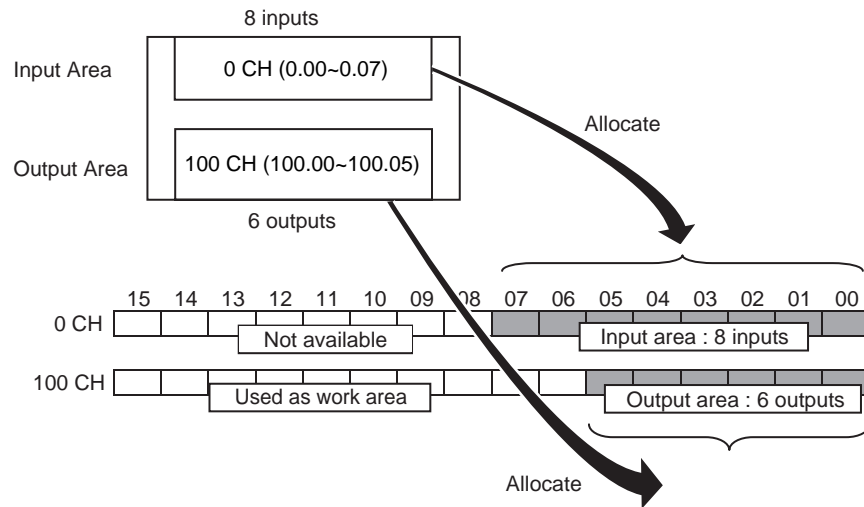 8 inputs
Input Area
0 CH (0.00~0.07)
Allocate
Output Area
100 CH (100.00~100.05)
6 outputs
15 14 13 12 11 10 09 08 07 06 05 04 03 02 01 00
0 CH
Not available
Input area : 8 inputs
100 CH
Used as work area
Output area : 6 outputs
Allocate